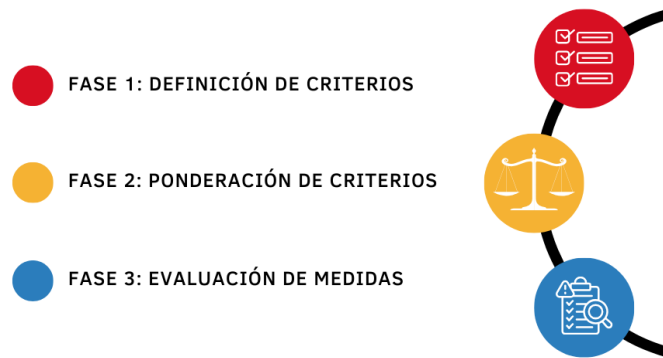 FASE 1: DEFINICIÓN DE CRITERIOS
FASE 2: PONDERACIÓN DE CRITERIOS
FASE 3: EVALUACIÓN DE MEDIDAS